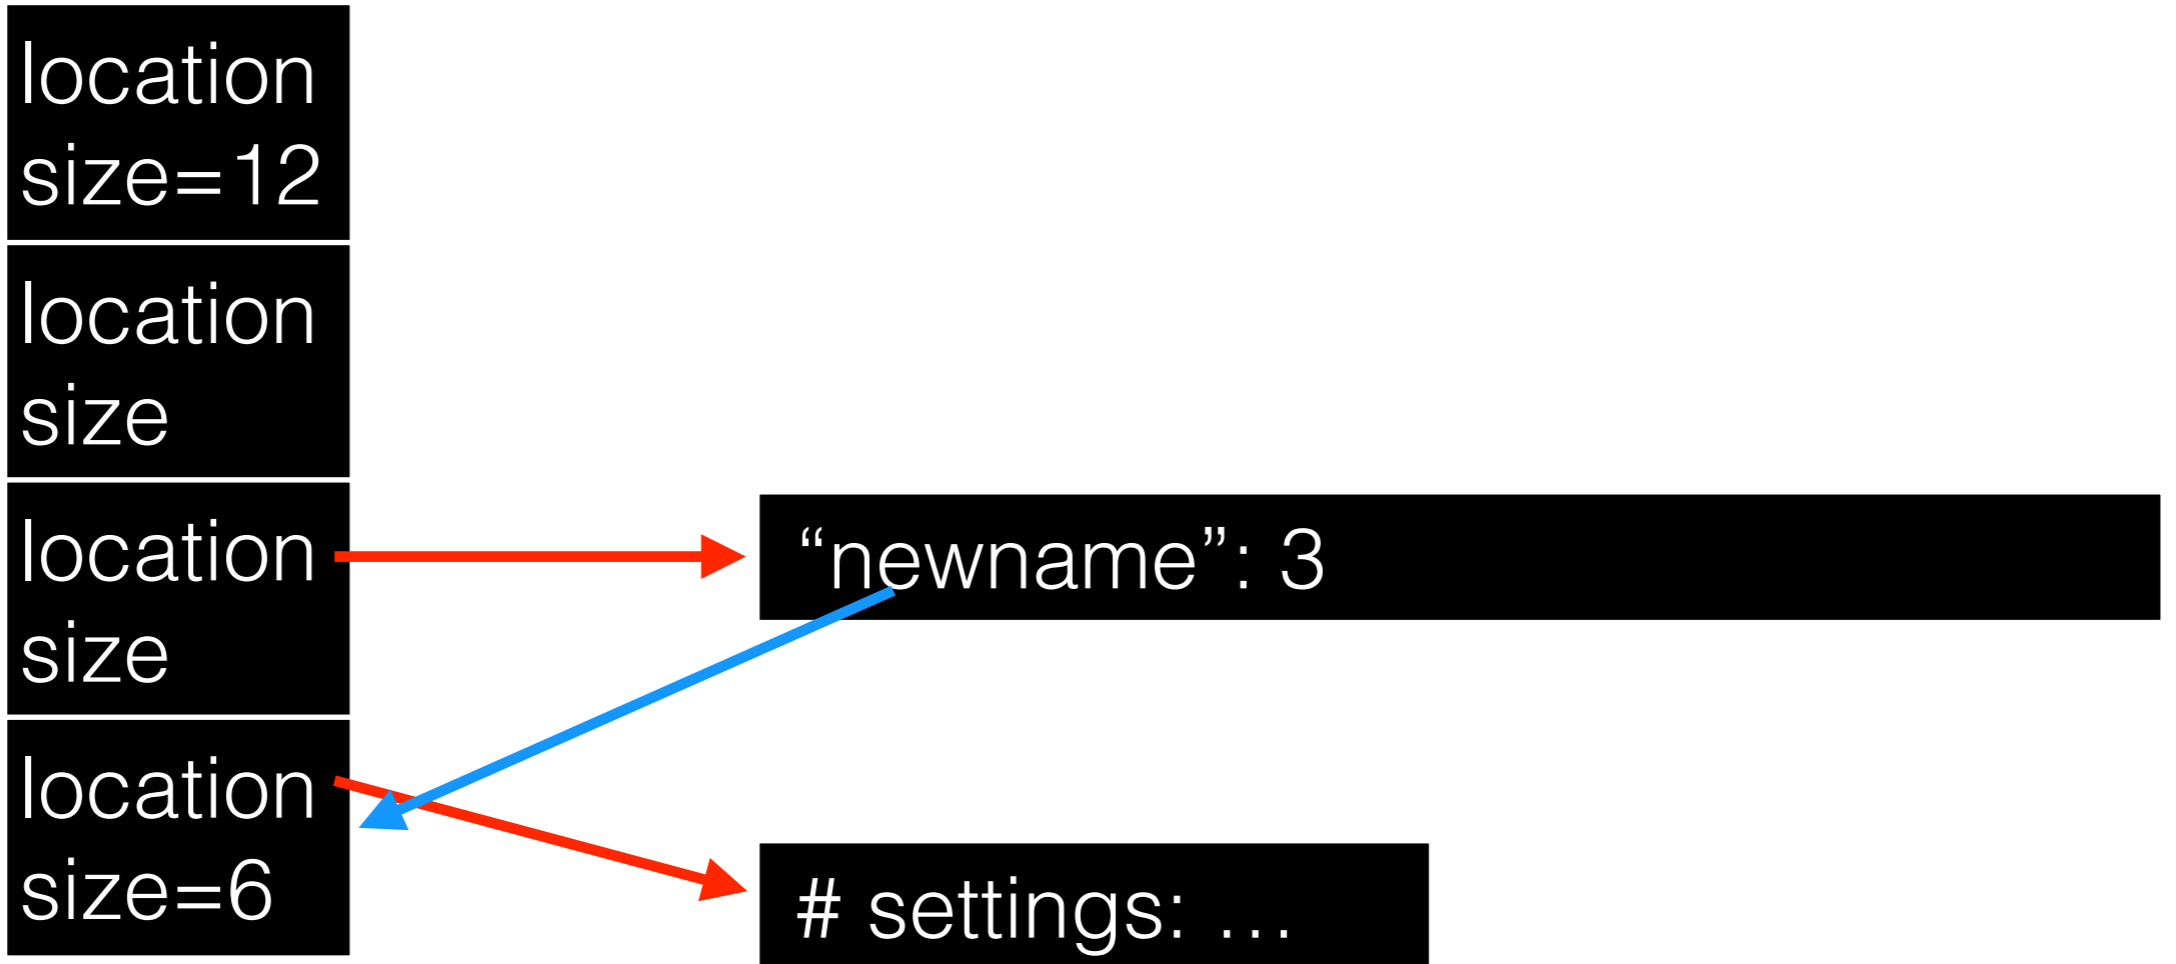 location
size=12
location
size
location
size
“newname”: 3
location
size=6
# settings: …